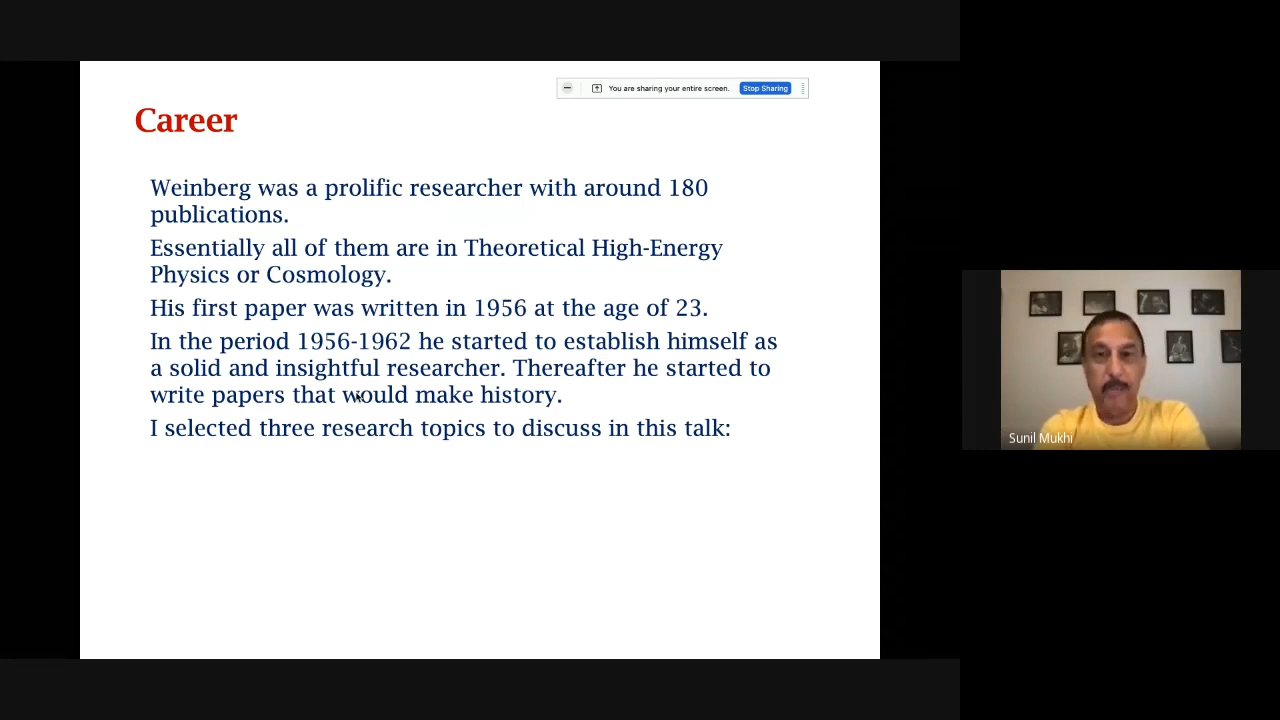 You are sharing your entire screen. Stop Sharing
Career
Weinberg was a prolific researcher with around 180
publications.
Essentially all of them are in Theoretical High-Energy
Physics or Cosmology.
His first paper was written in 1956 at the age of 23.
In the period 1956-1962 he started to establish himself as
a solid and insightful researcher. Thereafter he started to
write papers that would make history.
I selected three research topics to discuss in this talk:
Sunil Mukhi